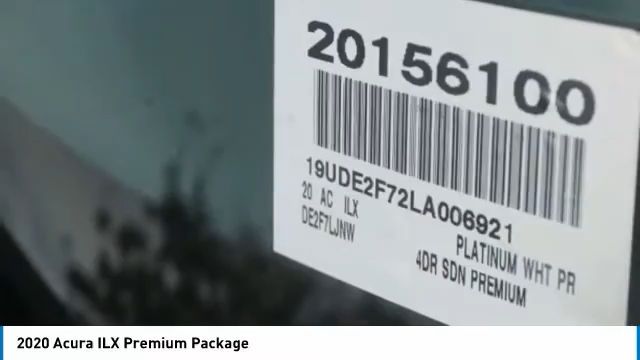 20156100
19UDE2F72LA006921
20 AC ILX
PLATINUM WHT PR
DE2F7LJNW
4DR SDN PREMIUM
2020 Acura ILX Premium Package